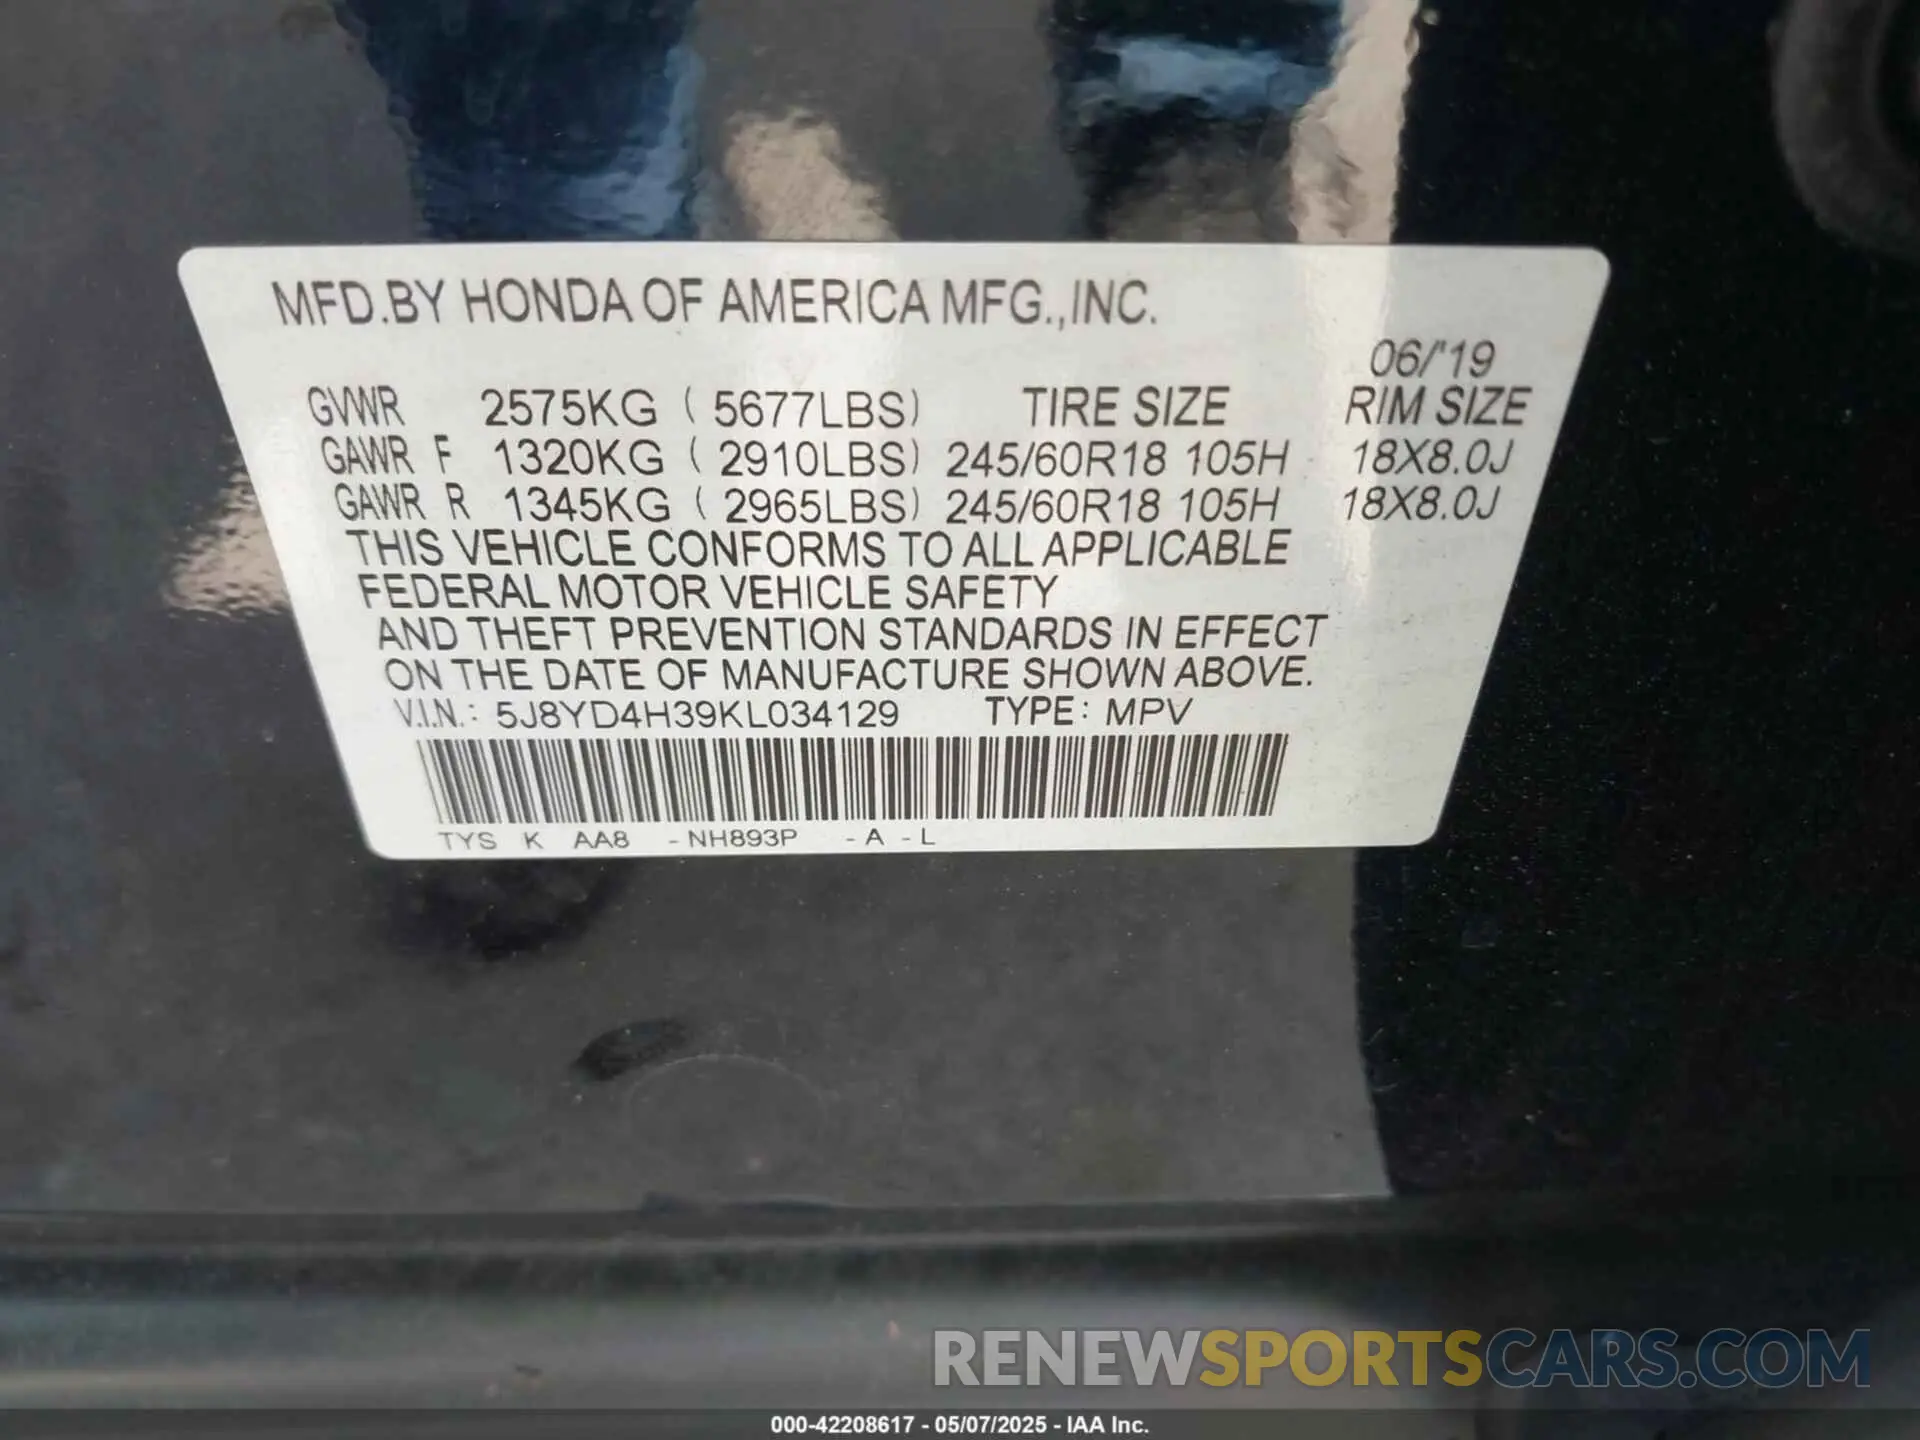 MFD.BY HONDA OF AMERICA MFG.,INC.
06/'19
GVWR 2575KG ( 5677LBS) TIRE SIZE RIM SIZE
GAWR F 1320KG ( 2910LBS) 245/60R18 105H 18X8.0J
GAWR R 1345KG ( 2965LBS) 245/60R18 105H 18X8.0J
THIS VEHICLE CONFORMS TO ALL APPLICABLE
FEDERAL MOTOR VEHICLE SAFETY
AND THEFT PREVENTION STANDARDS IN EFFECT
ON THE DATE OF MANUFACTURE SHOWN ABOVE.
V.I.N.: 5J8YD4H39KL034129 TYPE: MPV
TYS K AA8 -NH893P -A -L
RENEWSPORTSCARS.COM
000-42208617 - 05/07/2025 - IAA Inc.